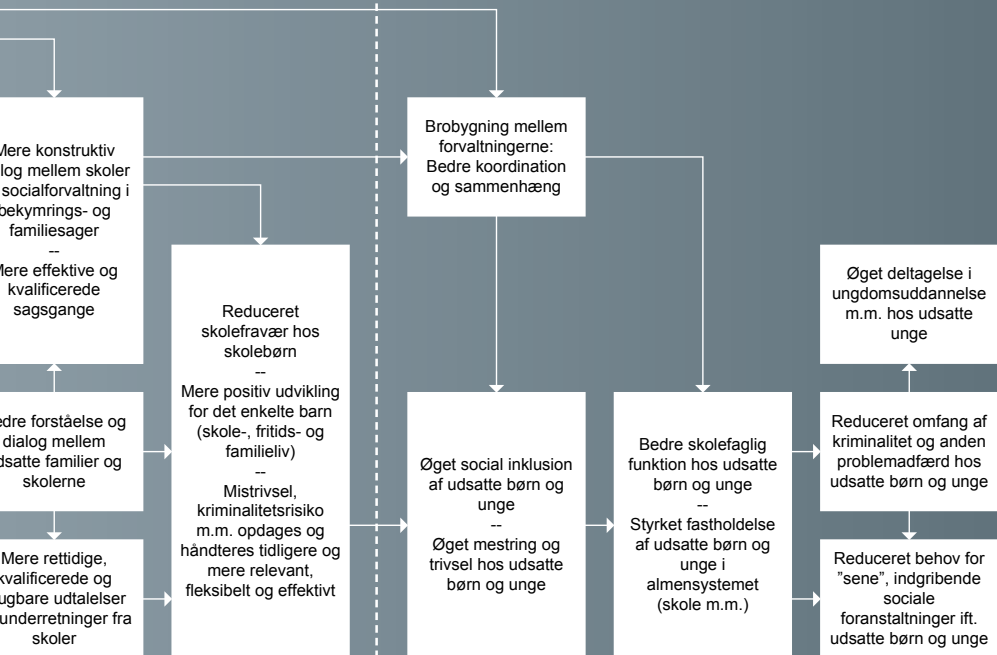 konstruktiv
mellem skoler
socialforvaltning i
bekymrings- og
familiesager
--
effektive og
kvalificerede
sagsgange
forståelse og
dialog mellem
familier og
skolerne
Mere rettidige,
kvalificerede og
udtalelser
underretninger fra
skoler
Reduceret
skolefravær hos
skolebørn
--
Mere positiv udvikling
for det enkelte barn
(skole-, fritids- og
familieliv)
--
Mistrivsel,
kriminalitetsrisiko
m.m. opdages og
håndteres tidligere og
mere relevant,
fleksibelt og effektivt
Brobygning mellem
forvaltningerne:
Bedre koordination
og sammenhæng
Øget social inklusion
af udsatte børn og
unge
--
Øget mestring og
trivsel hos udsatte
børn og unge
Bedre skolefaglig
funktion hos udsatte
børn og unge
--
Styrket fastholdelse
af udsatte børn og
unge i
almensystemet
(skole m.m.)
Øget deltagelse i
ungdomsuddannelse
m.m. hos udsatte
unge
Reduceret omfang af
kriminalitet og anden
problemadfærd hos
udsatte børn og unge
Reduceret behov for
”sene”, indgribende
sociale
foranstaltninger ift.
udsatte børn og unge